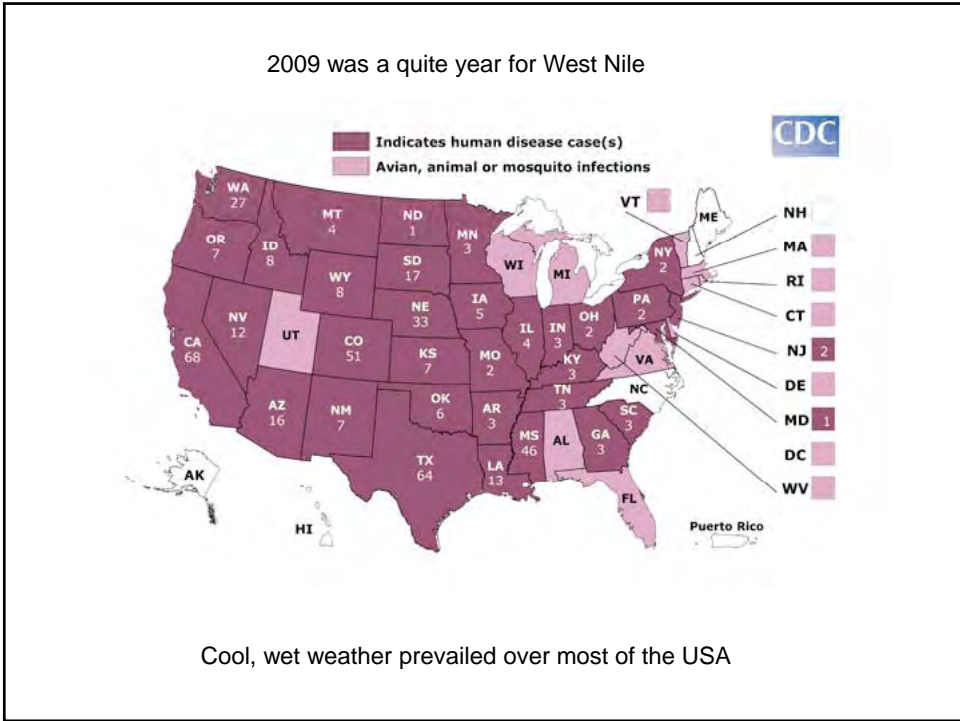 2009 was a quite year for West Nile
Indicates human disease case(s)
Avian, animal or mosquito infections
CDC
WA
27
OR
7
ID
8
MT
4
ND
1
MN
3
WY
8
SD
17
NE
33
IA
5
WI
MI
NV
12
UT
CO
51
KS
7
CA
68
AZ
16
NM
7
OK
6
TX
64
MO
2
AR
3
LA
13
IL
4
IN
3
OH
2
KY
3
TN
3
MS
46
AL
GA
3
SC
3
NC
VA
FL
PA
2
NY
2
ME
VT
NH
MA
RI
CT
NJ 2
DE
MD 1
DC
WV
AK
HI
Puerto Rico
Cool, wet weather prevailed over most of the USA